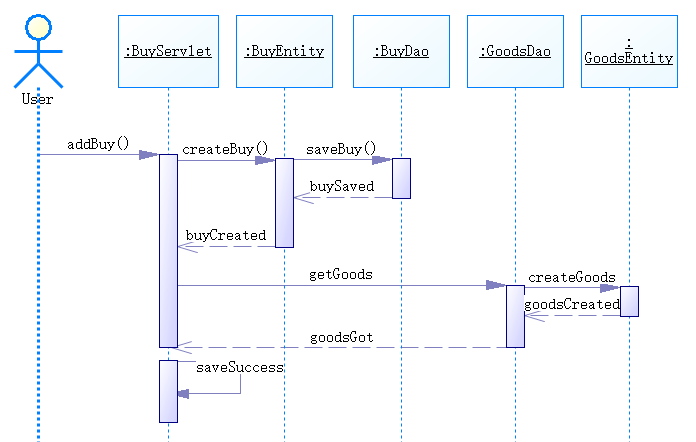 :BuyServlet
:BuyEntity
:BuyDao
:GoodsDao
:
GoodsEntity
User
addBuy()
createBuy()
saveBuy()
buySaved
buyCreated
getGoods
createGoods
goodsCreated
goodsGot
saveSuccess